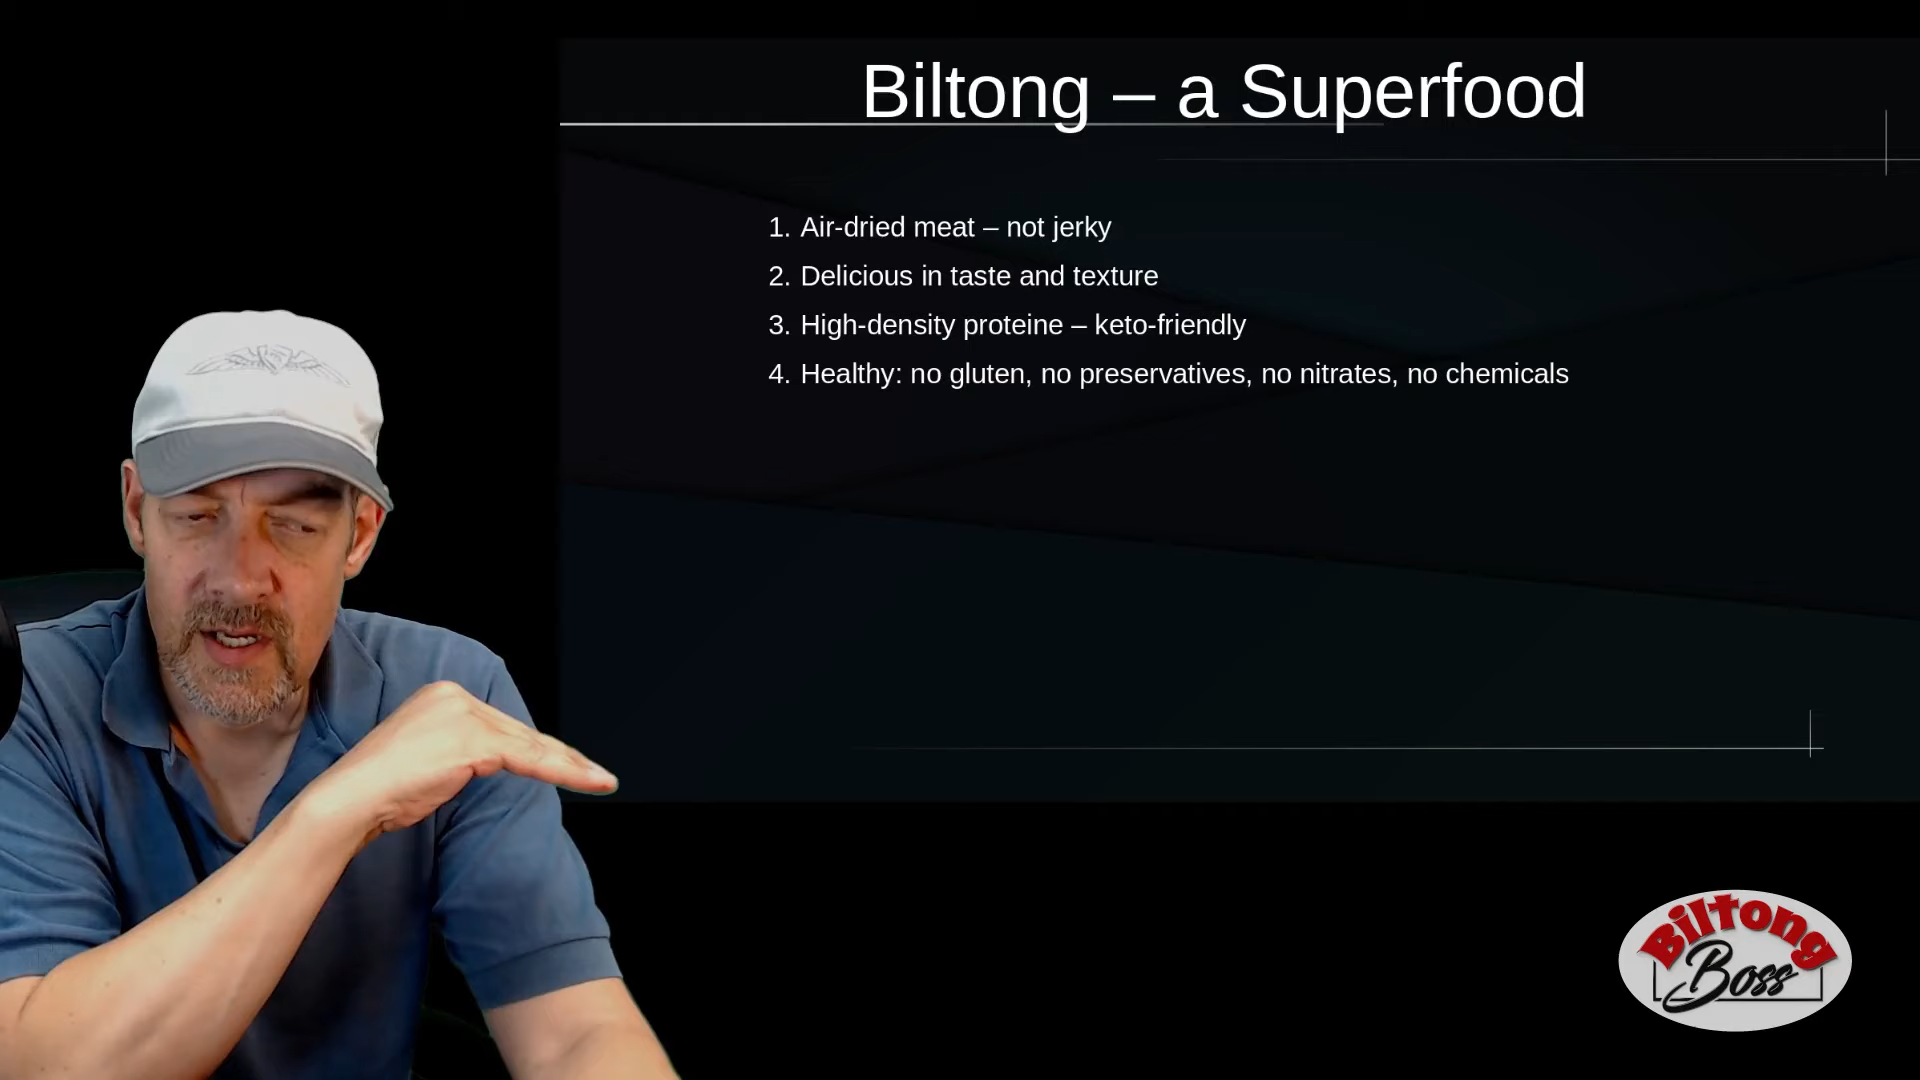 Biltong – a Superfood
1. Air-dried meat – not jerky
2. Delicious in taste and texture
3. High-density proteine – keto-friendly
4. Healthy: no gluten, no preservatives, no nitrates, no chemicals
Biltong
Boss